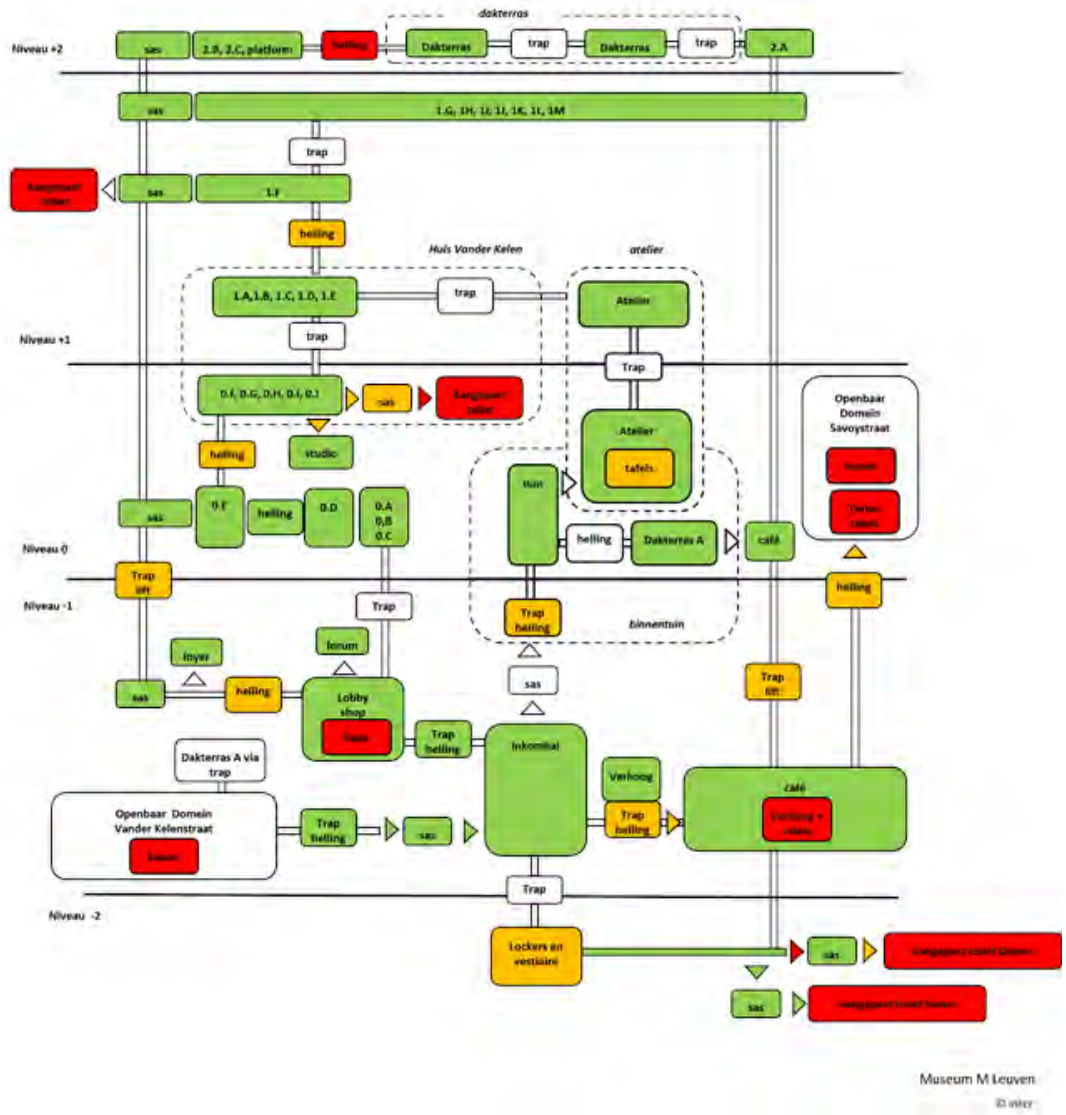 dakterras
Niveau +2
sas
2.B, 2.C, platform
helling
Dakterras
trap
Dakterras
trap
2.A
sas
1.G, 1H, 1I, 1J, 1K, 1L, 1M
trap
sas
1.F
helling
Huis Vander Kelen
atelier
1.A,1.B, 1.C, 1.D, 1.E
trap
Atelier
trap
Niveau +1
Trap
0.F, 0.G, 0.H, 0.I, 0.J
sas
Aangepast
toilet
Openbaar
Domein
Savoystraat
Atelier
tafels
helling
studio
tuin
sas
0.E
helling
0.D
0.A
0,B
0.C
helling
Dakterras A
café
Niveau 0
Trap
lift
helling
Niveau -1
Trap
Trap
helling
binnentuin
foyer
forum
sas
helling
Lobby
shop
sas
Trap
lift
Trap
helling
Inkomhal
Dakterras A via
trap
Verhoog
café
Openbaar Domein
Vander Kelenstraat
Trap
helling
sas
Trap
helling
Trap
Niveau -2
Lockers en
vestiaire
sas
sas
Museum M Leuven
© Inter